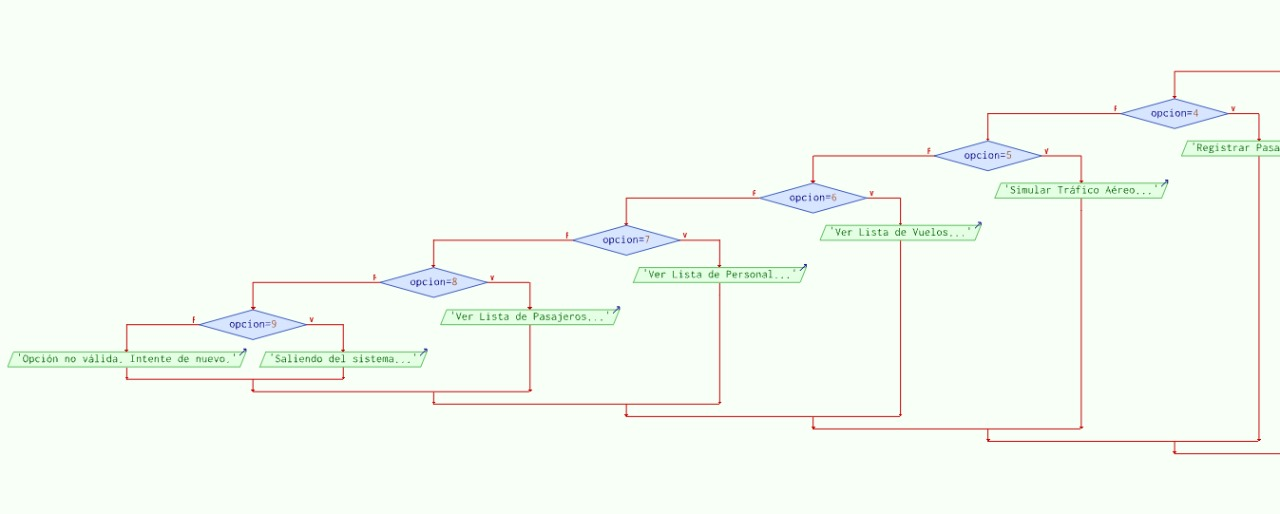 F
opcion=4
V
'Registrar Pasa
F
opcion=5
V
'Simular Tráfico Aéreo...'
F
opcion=6
V
'Ver Lista de Vuelos...'
F
opcion=7
V
'Ver Lista de Personal...'
F
opcion=8
V
'Ver Lista de Pasajeros...'
F
opcion=9
V
'Opción no válida. Intente de nuevo.'
'Saliendo del sistema...'